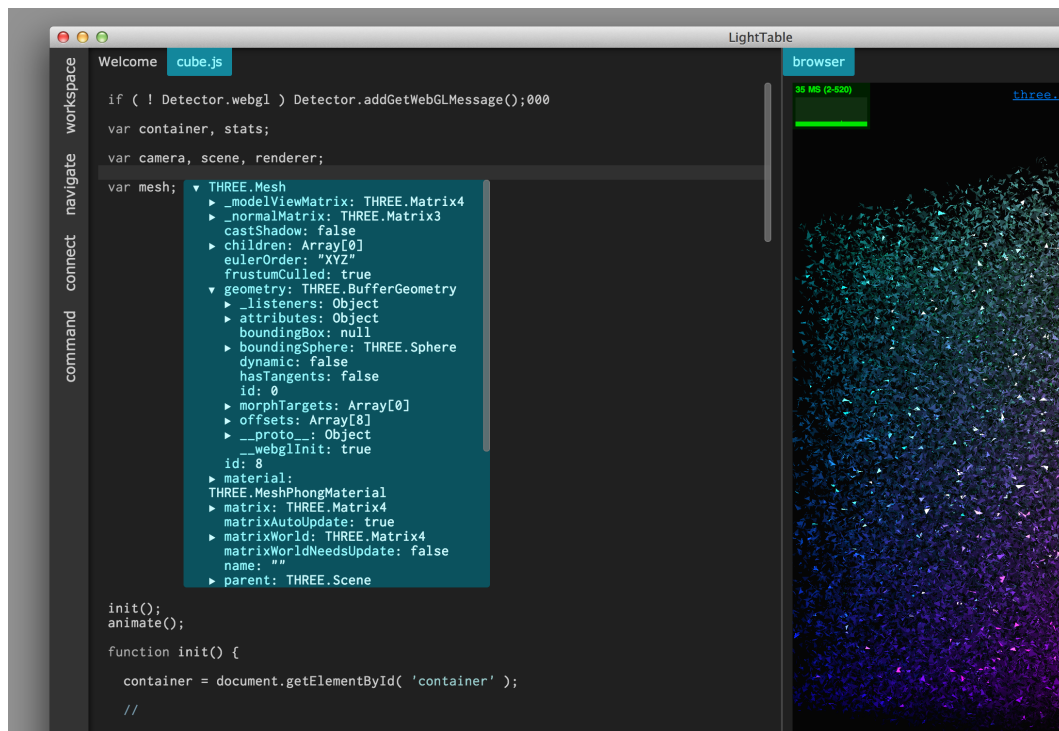 LightTable
workspace
navigate
connect
command
Welcome cube.js
if ( ! Detector.webgl ) Detector.addGetWebGLMessage();000
var container, stats;
var camera, scene, renderer;
var mesh;
▼ THREE.Mesh
▶ _modelViewMatrix: THREE.Matrix4
▶ _normalMatrix: THREE.Matrix3
castShadow: false
▶ children: Array[0]
eulerOrder: "XYZ"
frustumCulled: true
▼ geometry: THREE.BufferGeometry
▶ _listeners: Object
▶ attributes: Object
boundingBox: null
▶ boundingSphere: THREE.Sphere
dynamic: false
hasTangents: false
id: 0
▶ morphTargets: Array[0]
▶ offsets: Array[8]
▶ __proto__: Object
__webglInit: true
id: 8
▶ material:
THREE.MeshPhongMaterial
▶ matrix: THREE.Matrix4
matrixAutoUpdate: true
▶ matrixWorld: THREE.Matrix4
matrixWorldNeedsUpdate: false
name: ""
▶ parent: THREE.Scene
init();
animate();
function init() {
container = document.getElementById( 'container' );
//
browser
35 MS (2-520)
three.